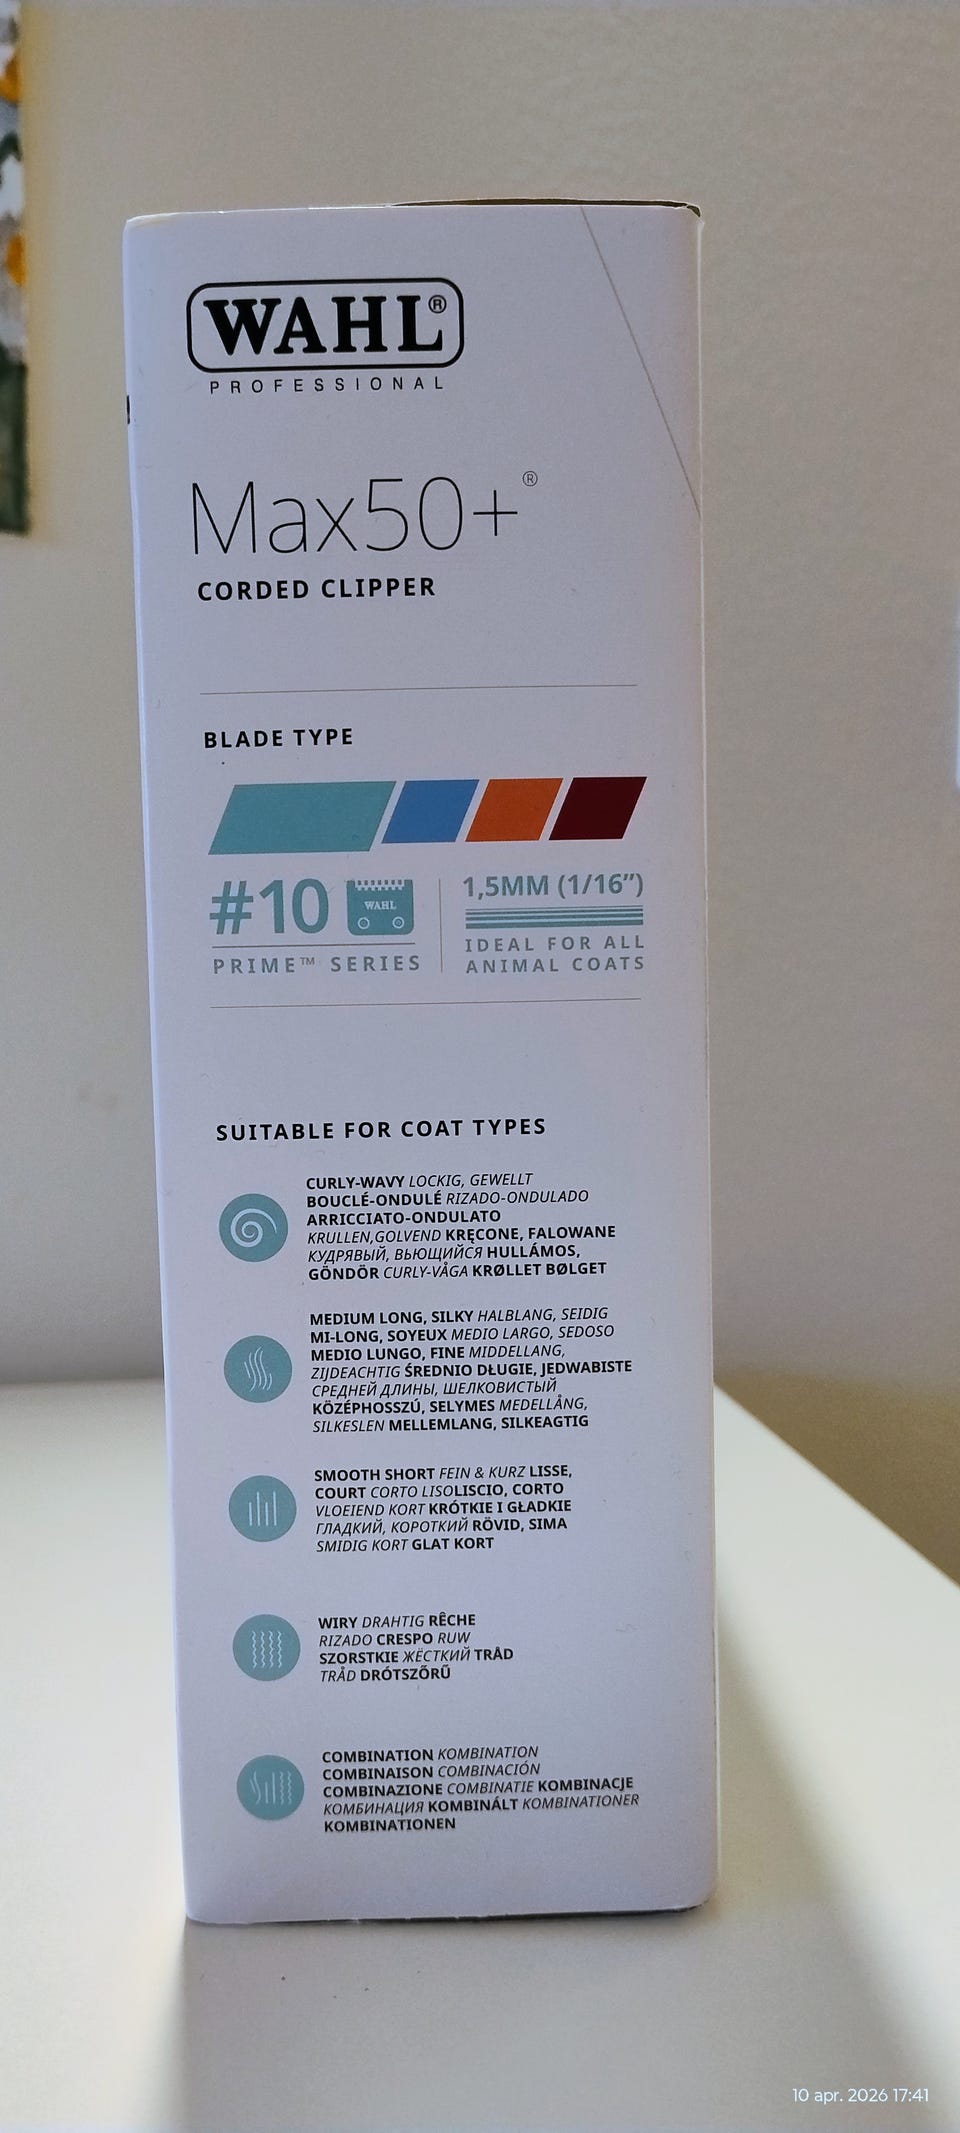 WAHL®
PROFESSIONAL
Max50+®
CORDED CLIPPER
BLADE TYPE
#10
WAHL
PRIME™ SERIES
1,5MM (1/16”)
IDEAL FOR ALL
ANIMAL COATS
SUITABLE FOR COAT TYPES
CURLY-WAVY LOCKIG, GEWELLT
BOUCLÉ-ONDULÉ RIZADO-ONDULADO
ARRICCIATO-ONDULATO
KRULLEN,GOLVEND KRĘCONE, FALOWANE
КУДРЯВЫЙ, ВЬЮЩИЙСЯ HULLÁMOS,
GÖNDÖR CURLY-VÅGA KRØLLET BØLGET
MEDIUM LONG, SILKY HALBLANG, SEIDIG
MI-LONG, SOYEUX MEDIO LARGO, SEDOSO
MEDIO LUNGO, FINE MIDDELLANG,
ZIJDEACHTIG ŚREDNIO DŁUGIE, JEDWABISTE
СРЕДНЕЙ ДЛИНЫ, ШЕЛКОВИСТЫЙ
KÖZÉPHOSSZÚ, SELYMES MEDELLÅNG,
SILKESLEN MELLEMLANG, SILKEAGTIG
SMOOTH SHORT FEIN & KURZ LISSE,
COURT CORTO LISOLISCIO, CORTO
VLOEIEND KORT KRÓTKIE I GŁADKIE
ГЛАДКИЙ, КОРОТКИЙ RÖVID, SIMA
SMIDIG KORT GLAT KORT
WIRY DRAHTIG RÊCHE
RIZADO CRESPO RUW
SZORSTKIE ЖЁСТКИЙ TRÅD
TRÅD DRÓTSZŐRŰ
COMBINATION KOMBINATION
COMBINAISON COMBINACIÓN
COMBINAZIONE COMBINATIE KOMBINACJE
КОМБИНАЦИЯ KOMBINÁLT KOMBINATIONER
KOMBINATIONEN
10 apr. 2026 17:41